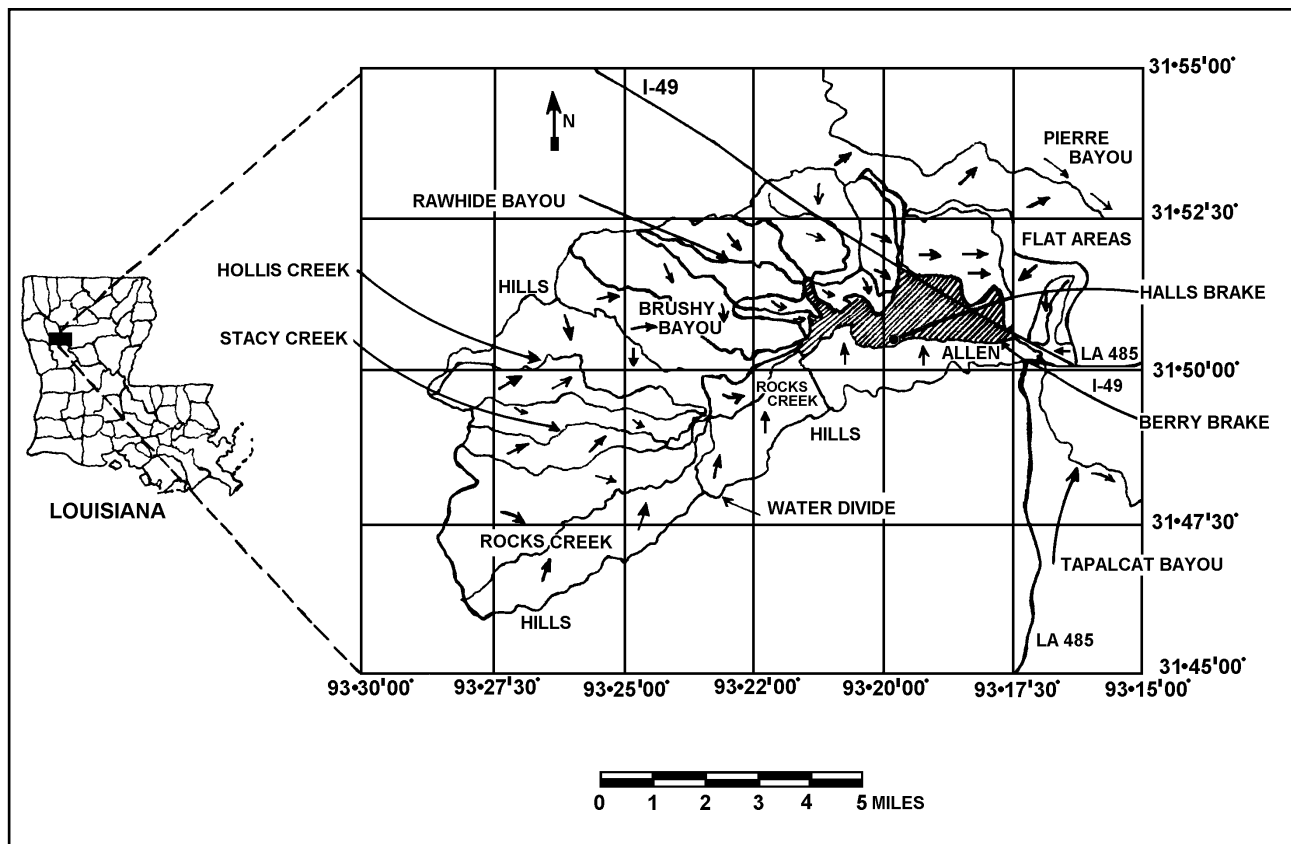 31•55'00"
I-49
N
PIERRE
BAYOU
RAWHIDE BAYOU
31•52'30"
FLAT AREAS
HOLLIS CREEK
HILLS
HALLS BRAKE
BRUSHY
BAYOU
STACY CREEK
ALLEN
LA 485
31•50'00"
ROCKS
CREEK
I-49
HILLS
BERRY BRAKE
WATER DIVIDE
LOUISIANA
31•47'30"
ROCKS CREEK
TAPALCAT BAYOU
HILLS
LA 485
31•45'00"
93•30'00" 93•27'30" 93•25'00" 93•22'00" 93•20'00" 93•17'30" 93•15'00"
0 1 2 3 4 5 MILES